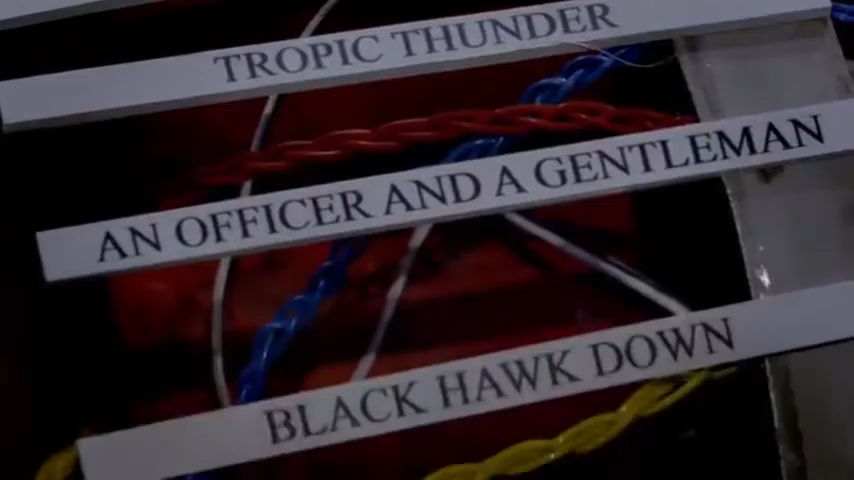 TROPIC THUNDER
AN OFFICER AND A GENTLEMAN
BLACK HAWK DOWN